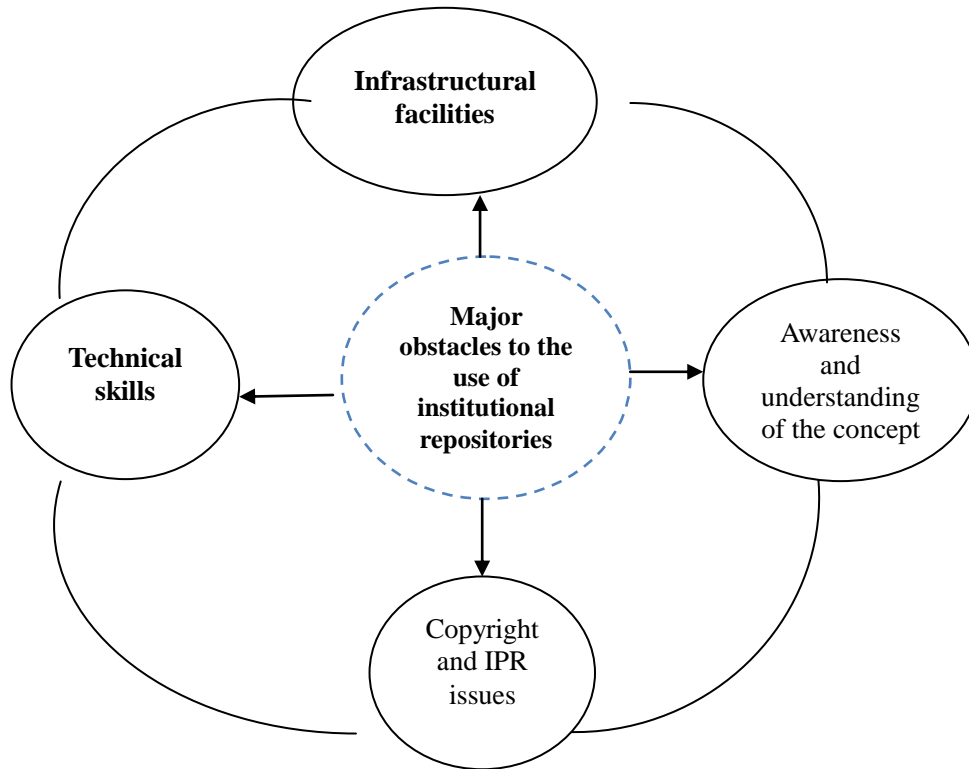 Infrastructural
facilities
Technical
skills
Major
obstacles to the
use of
institutional
repositories
Awareness
and
understanding
of the concept
Copyright
and IPR
issues